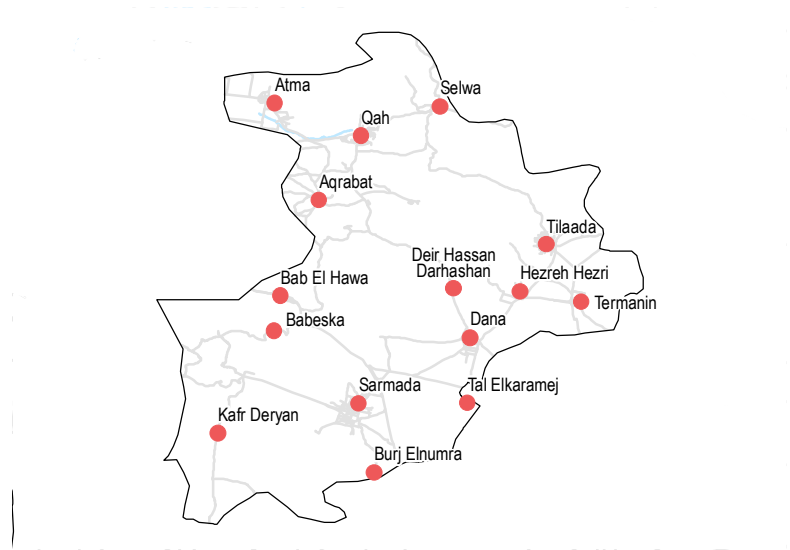 Atma
Selwa
Qah
Aqrabat
Tilaada
Deir Hassan
Darhashan
Hezreh Hezri
Bab El Hawa
Termanin
Babeska
Dana
Sarmada
Tal Elkaramej
Kafr Deryan
Burj Elnumra